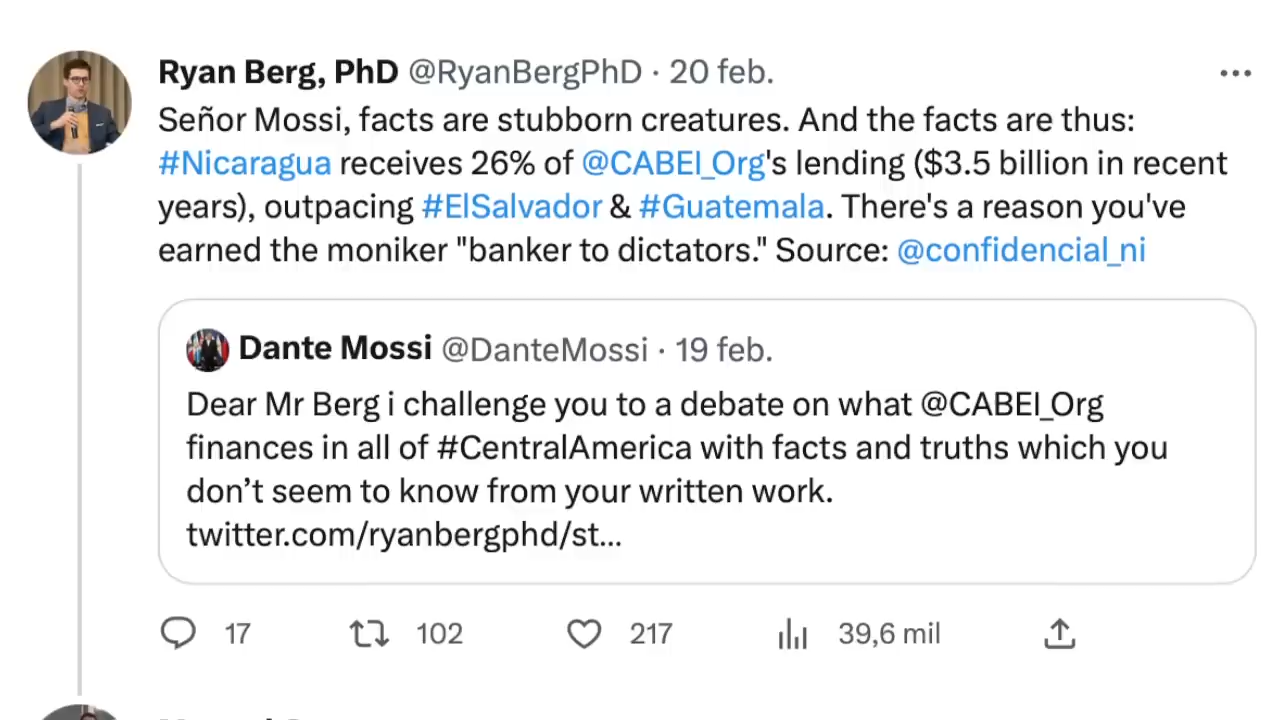 Ryan Berg, PhD @RyanBergPhD · 20 feb.
Señor Mossi, facts are stubborn creatures. And the facts are thus:
#Nicaragua receives 26% of @CABEI_Org's lending ($3.5 billion in recent
years), outpacing #ElSalvador & #Guatemala. There's a reason you've
earned the moniker "banker to dictators." Source: @confidencial_ni
Dante Mossi @DanteMossi · 19 feb.
Dear Mr Berg i challenge you to a debate on what @CABEI_Org
finances in all of #CentralAmerica with facts and truths which you
don’t seem to know from your written work.
twitter.com/ryanbergphd/st...
17 102 217 39,6 mil